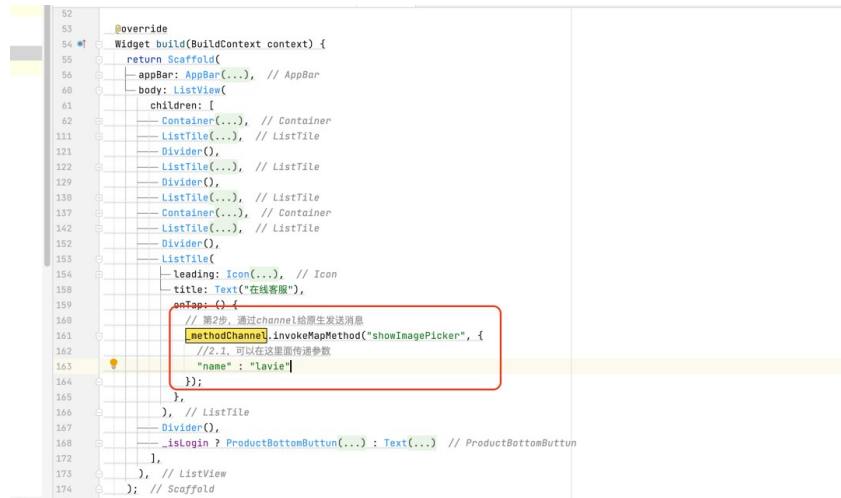 52
53 @override
54 Widget build(BuildContext context) {
55 return Scaffold(
56 appBar: AppBar(...), // AppBar
60 body: ListView(
61 children: [
62 Container(...), // Container
111 ListTile(...), // ListTile
121 Divider(),
122 ListTile(...), // ListTile
129 Divider(),
130 ListTile(...), // ListTile
137 Container(...), // Container
142 ListTile(...), // ListTile
152 Divider(),
153 ListTile(
154 leading: Icon(...), // Icon
158 title: Text("在线客服"),
159 onTap: () {
160 // 第2步，通过channel给原生发送消息
161 _methodChannel.invokeMapMethod("showImagePicker", {
162 //2.1, 可以在这里面传递参数
163 "name" : "lavie"
164 });
165 },
166 ), // ListTile
167 Divider(),
168 _isLogin ? ProductBottomButtun(...) : Text(...) // ProductBottomButtun
172 ],
173 ), // ListView
174 ); // Scaffold